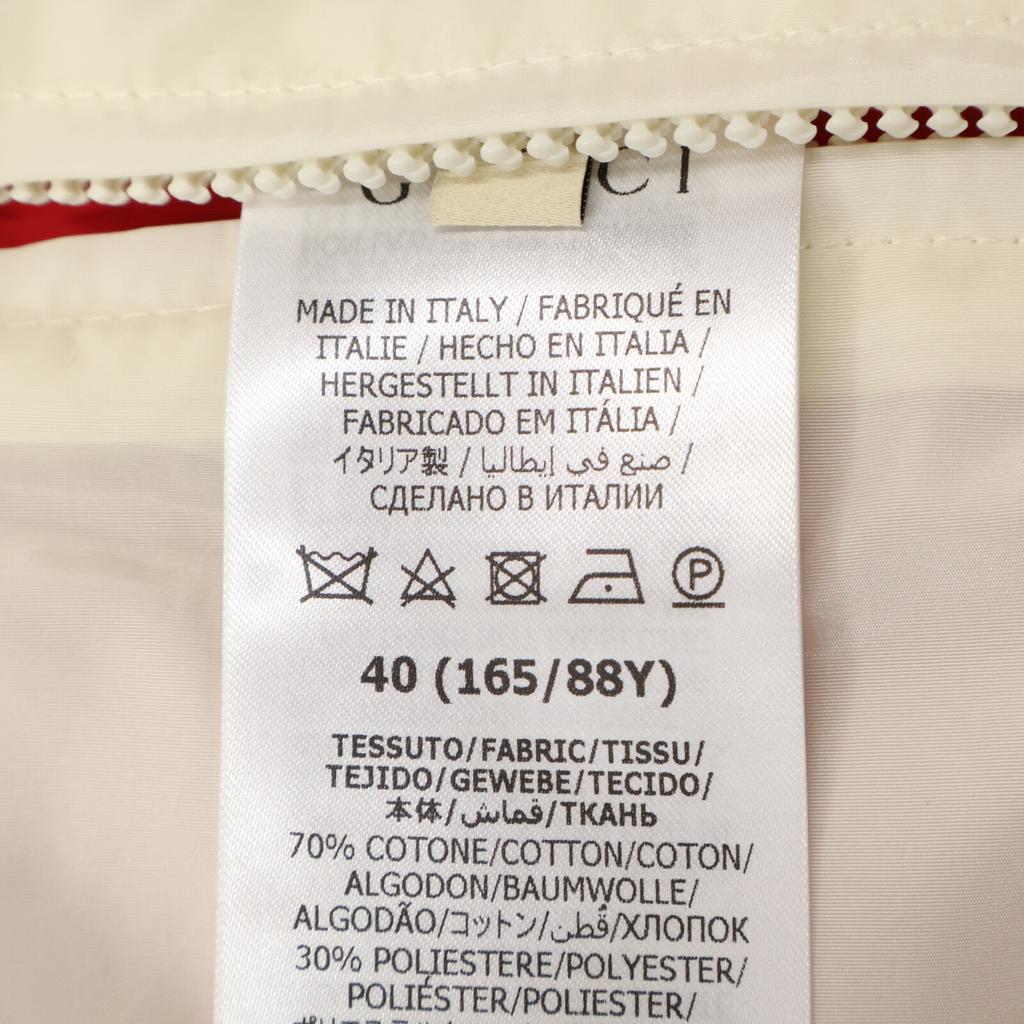 GUCCI
MADE IN ITALY / FABRIQUÉ EN
ITALIE / HECHO EN ITALIA /
HERGESTELLT IN ITALIEN /
FABRICADO EM ITÁLIA /
イタリア製 / صنع في إيطاليا /
СДЕЛАНО В ИТАЛИИ
P
40 (165/88Y)
TESSUTO/FABRIC/TISSU/
TEJIDO/GEWEBE/TECIDO/
本体/قماش/ТКАНЬ
70% COTONE/COTTON/COTON/
ALGODON/BAUMWOLLE/
ALGODÃO/コットン/قُطن/ХЛОПОК
30% POLIESTERE/POLYESTER/
POLIÉSTER/POLIESTER/